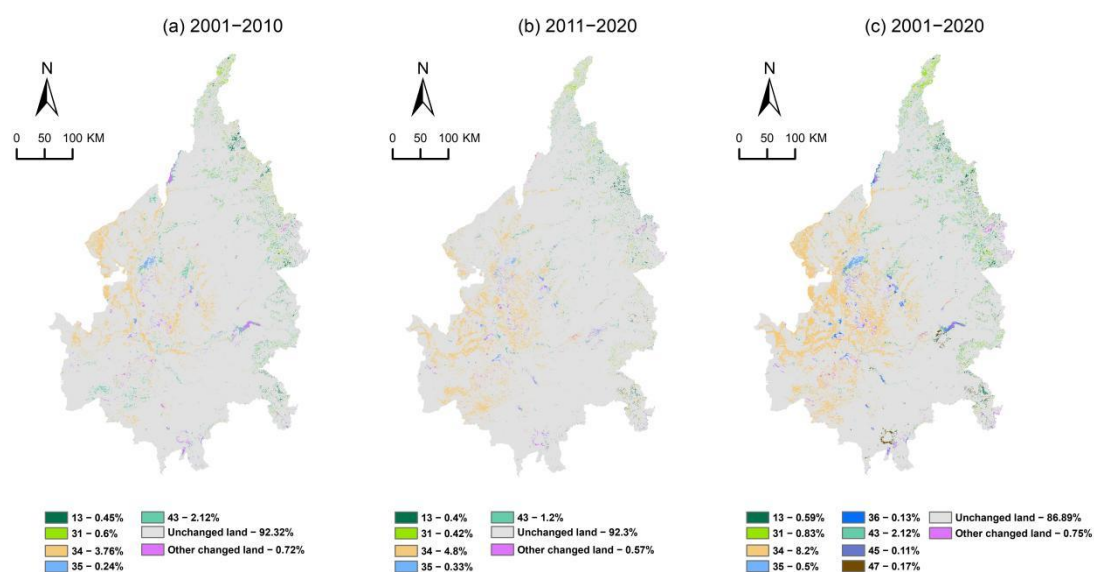 (a) 2001−2010
N
0 50 100 KM
13 − 0.45%
31 − 0.6%
34 − 3.76%
35 − 0.24%
43 − 2.12%
Unchanged land − 92.32%
Other changed land − 0.72%
(b) 2011−2020
N
0 50 100 KM
13 − 0.4%
31 − 0.42%
34 − 4.8%
35 − 0.33%
43 − 1.2%
Unchanged land − 92.3%
Other changed land − 0.57%
(c) 2001−2020
N
0 50 100 KM
13 − 0.59%
31 − 0.83%
34 − 8.2%
35 − 0.5%
36 − 0.13%
43 − 2.12%
45 − 0.11%
47 − 0.17%
Unchanged land − 86.89%
Other changed land − 0.75%